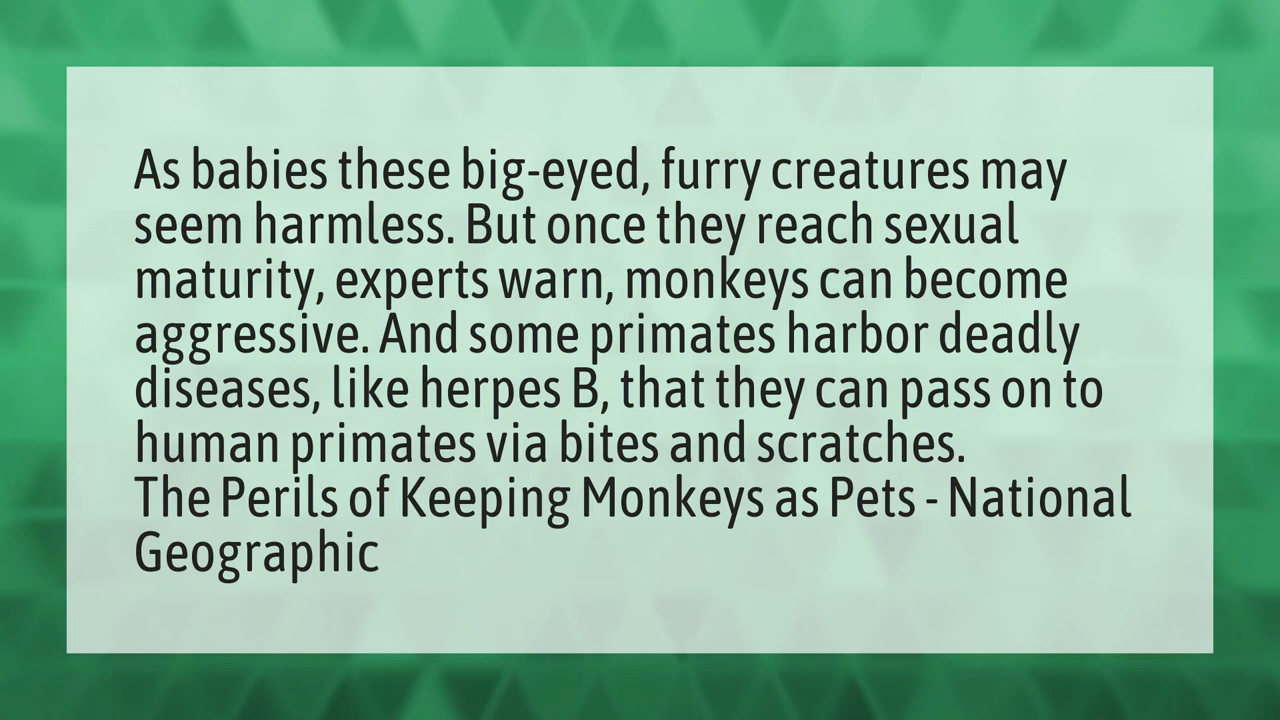 As babies these big-eyed, furry creatures may
seem harmless. But once they reach sexual
maturity, experts warn, monkeys can become
aggressive. And some primates harbor deadly
diseases, like herpes B, that they can pass on to
human primates via bites and scratches.
The Perils of Keeping Monkeys as Pets - National
Geographic